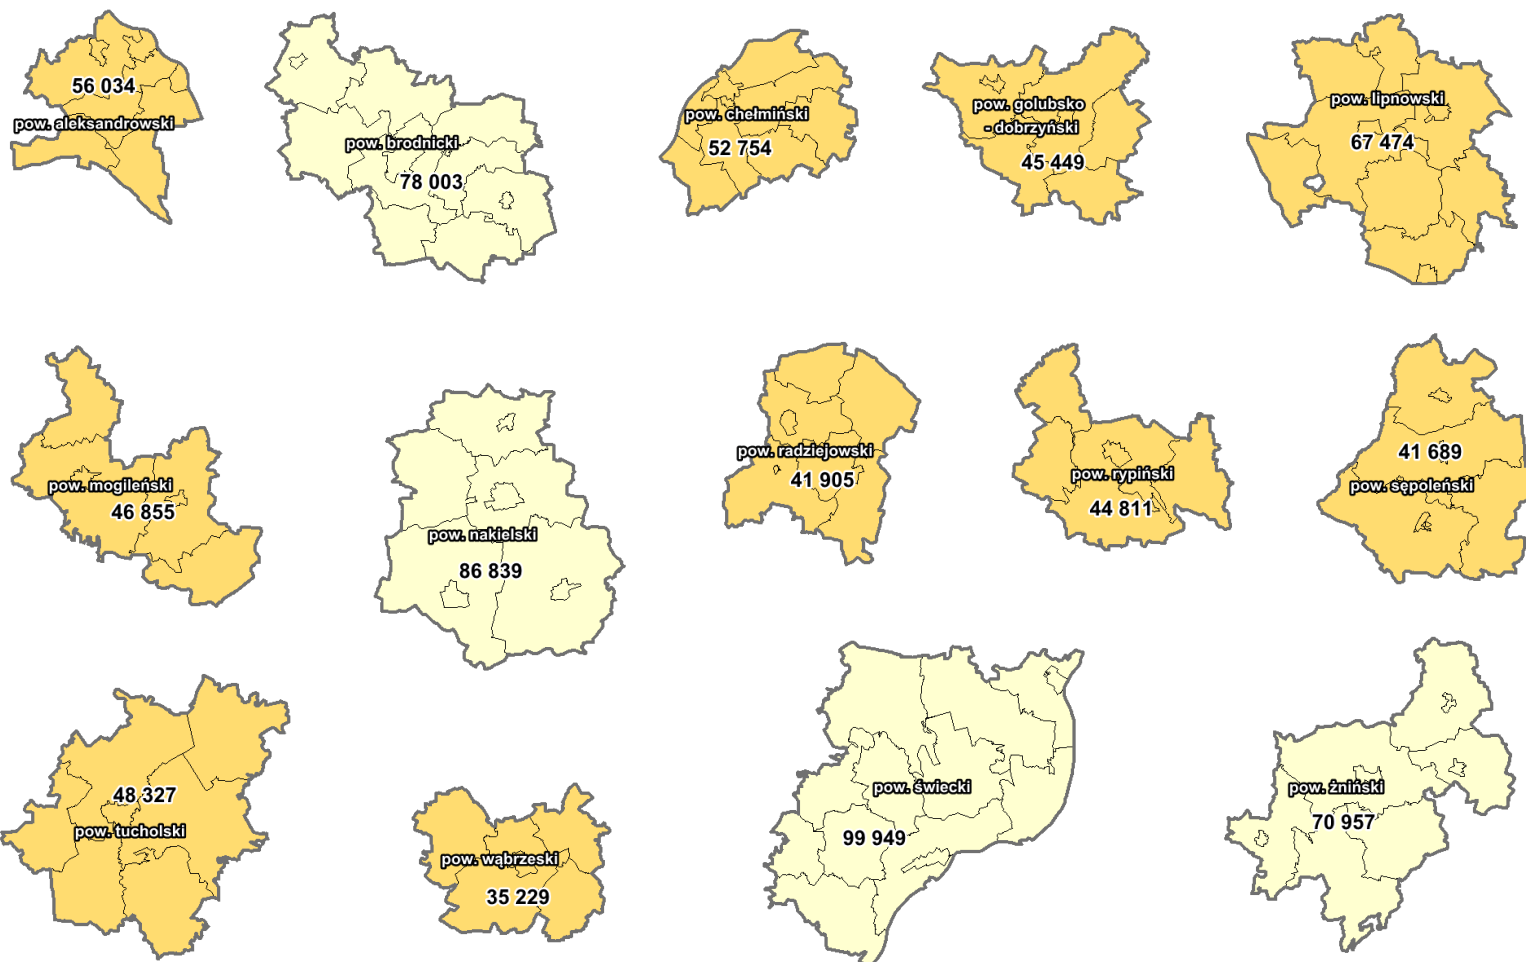 56 034
pow. aleksandrowski
pow. brodnicki
78 003
pow. chełmiński
52 754
pow. golubsko
- dobrzyński
45 449
pow. lipnowski
67 474
pow. mogileński
46 855
pow. nakielski
86 839
pow. radziejowski
41 905
pow. rypiński
44 811
41 689
pow. sępoleński
48 327
pow. tucholski
pow. wąbrzeski
35 229
pow. świecki
99 949
pow. żniński
70 957